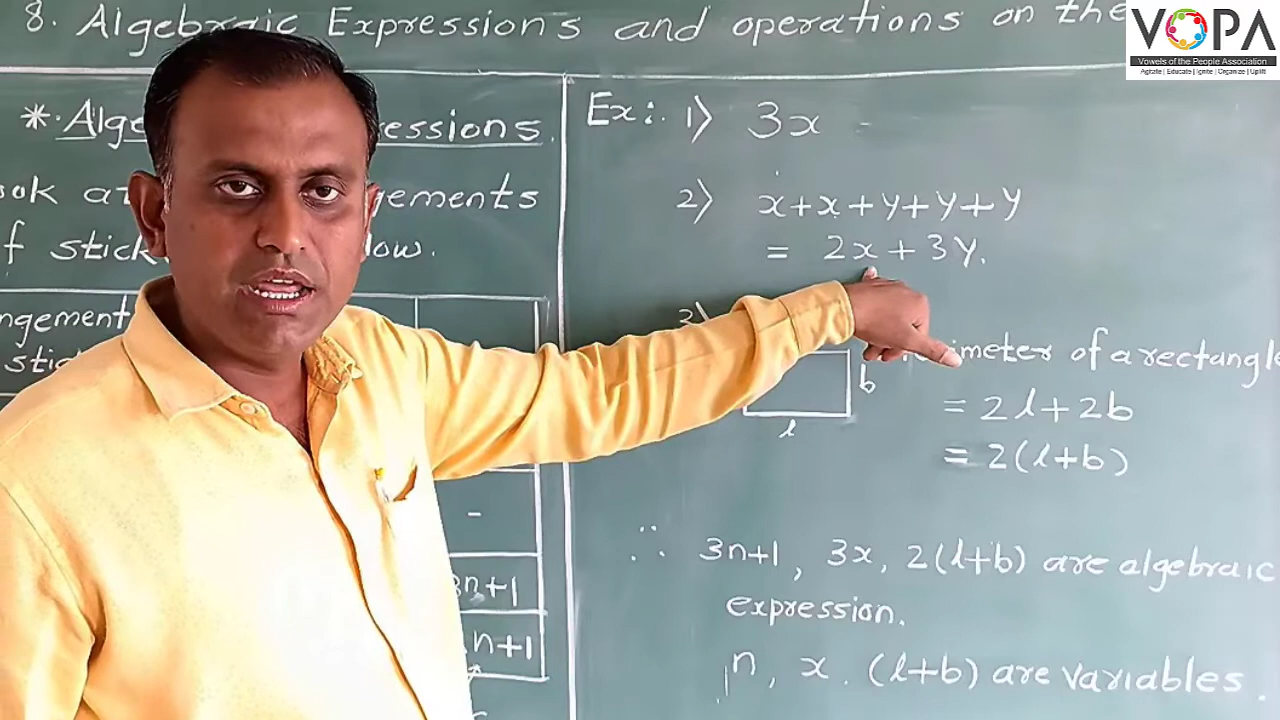 8. Algebraic Expressions and operations on the
VOPA
Vowels of the People Association
Agitate | Educate | Ignite | Organize | Uplift
*. Alge essions.
ook at gements
f stick low.
ngement
stic
-
3n+1
n+1
Ex:. 1) 3x
2) x+x+y+y+y
= 2x+3y.
3)
b
l
imeter of a rectangle
= 2l+2b
= 2(l+b)
∴ 3n+1, 3x, 2(l+b) are algebraic
expression.
n, x. (l+b) are variables.